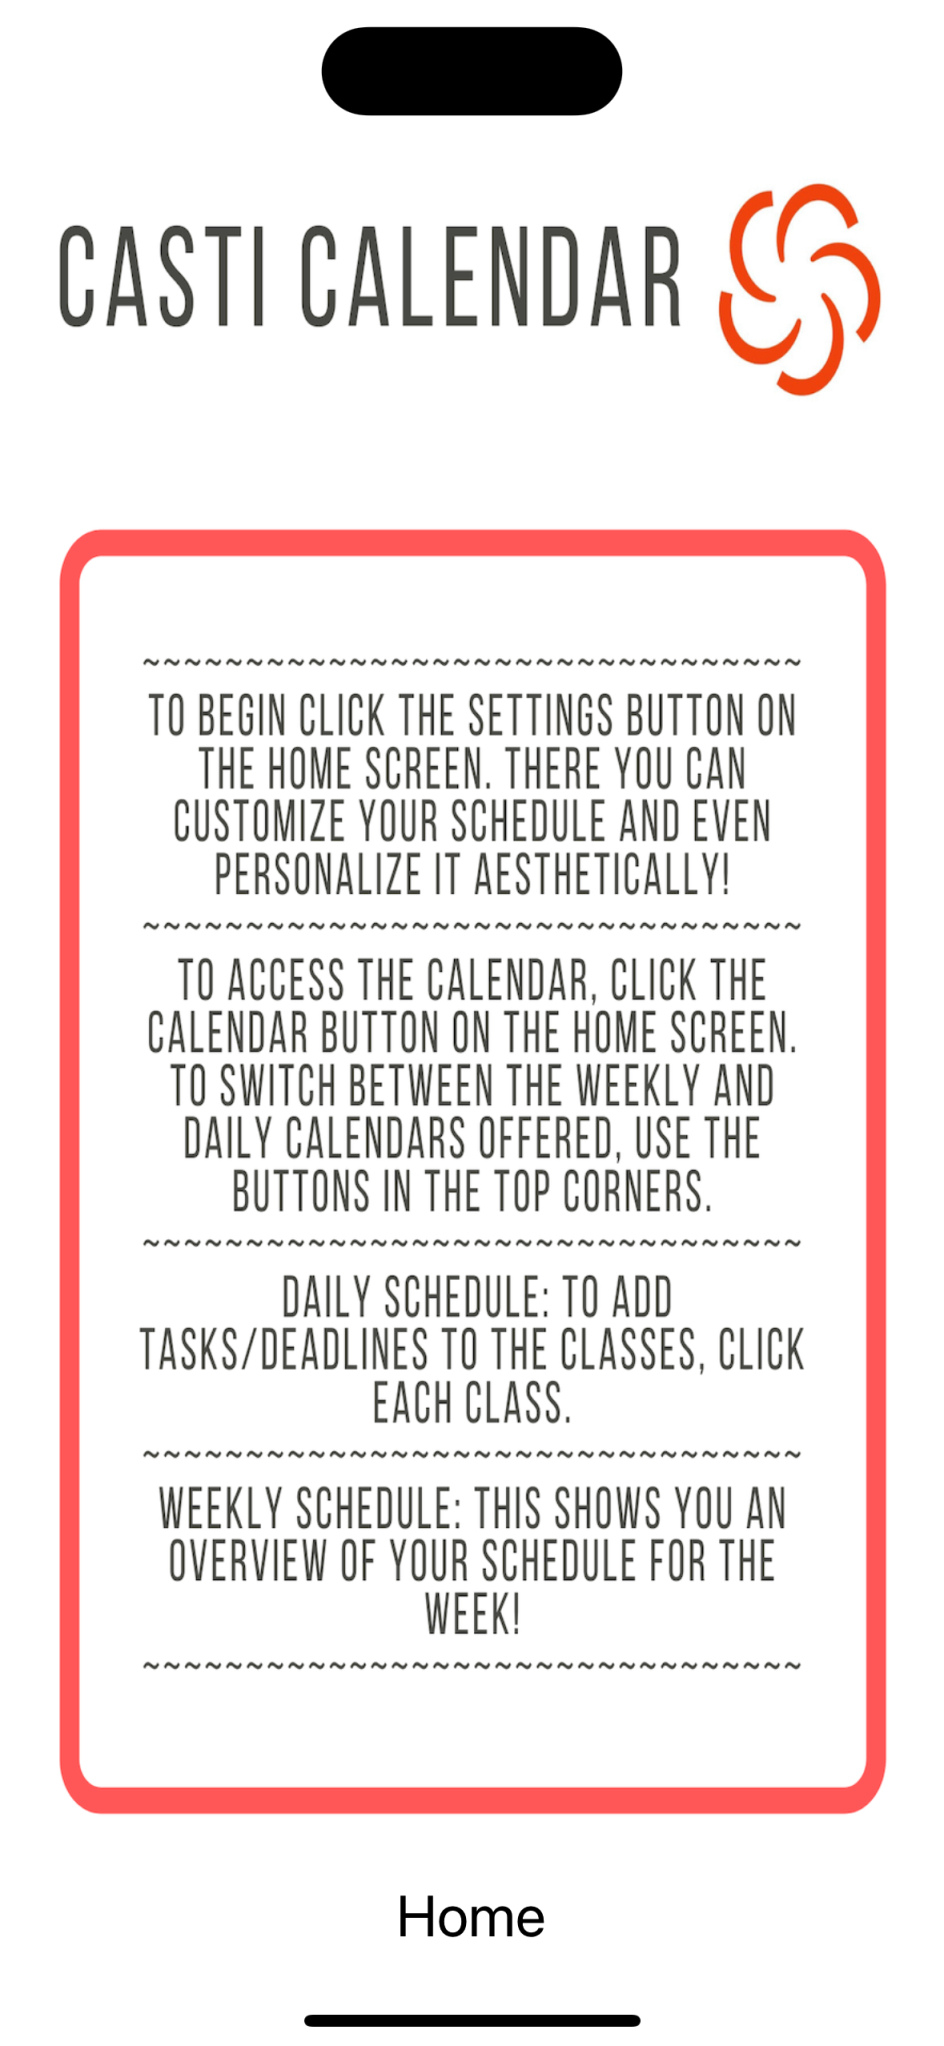 CASTI CALENDAR
~~~~~~~~~~~~~~~~~~~~~~~~~~~~~~~~
TO BEGIN CLICK THE SETTINGS BUTTON ON
THE HOME SCREEN. THERE YOU CAN
CUSTOMIZE YOUR SCHEDULE AND EVEN
PERSONALIZE IT AESTHETICALLY!
~~~~~~~~~~~~~~~~~~~~~~~~~~~~~~~~
TO ACCESS THE CALENDAR, CLICK THE
CALENDAR BUTTON ON THE HOME SCREEN.
TO SWITCH BETWEEN THE WEEKLY AND
DAILY CALENDARS OFFERED, USE THE
BUTTONS IN THE TOP CORNERS.
~~~~~~~~~~~~~~~~~~~~~~~~~~~~~~~~
DAILY SCHEDULE: TO ADD
TASKS/DEADLINES TO THE CLASSES, CLICK
EACH CLASS.
~~~~~~~~~~~~~~~~~~~~~~~~~~~~~~~~
WEEKLY SCHEDULE: THIS SHOWS YOU AN
OVERVIEW OF YOUR SCHEDULE FOR THE
WEEK!
~~~~~~~~~~~~~~~~~~~~~~~~~~~~~~~~
Home